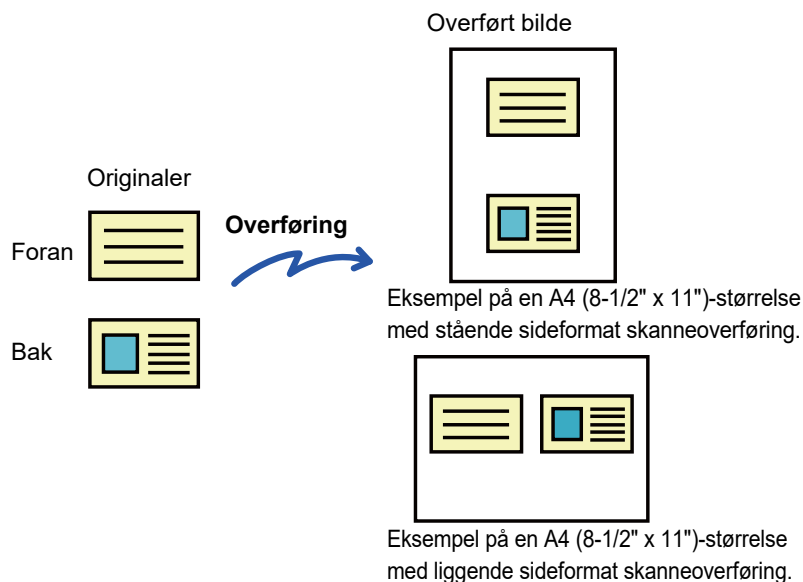 Overført bilde
Originaler
Foran
Overføring
Bak
Eksempel på en A4 (8-1/2" x 11")-størrelse
med stående sideformat skanneoverføring.
Eksempel på en A4 (8-1/2" x 11")-størrelse
med liggende sideformat skanneoverføring.